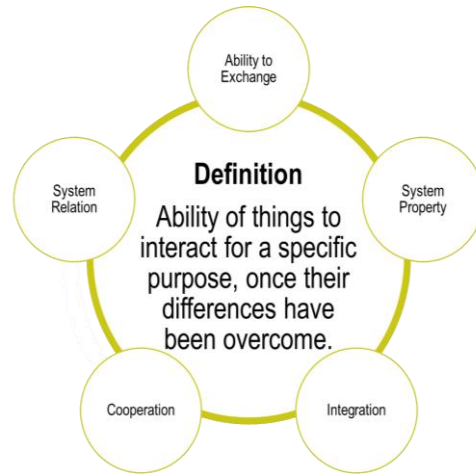 Ability to
Exchange
System
Relation
Definition
Ability of things to
interact for a specific
purpose, once their
differences have
been overcome.
System
Property
Cooperation
Integration